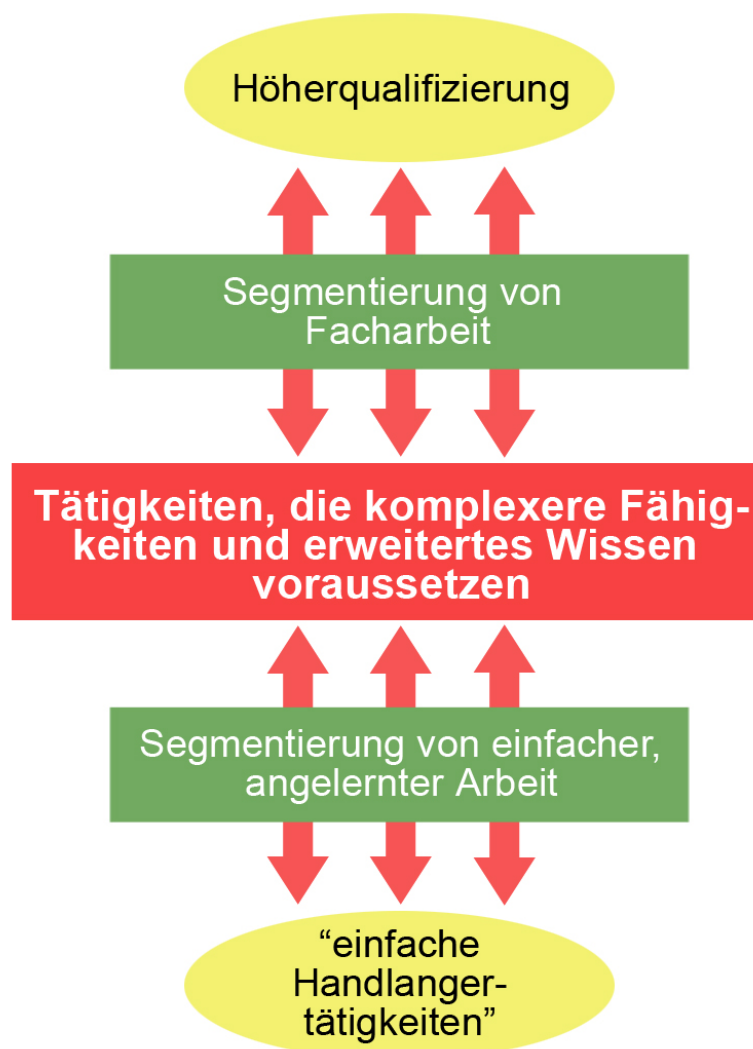 Höherqualifizierung
Segmentierung von
Facharbeit
Tätigkeiten, die komplexere Fähig-
keiten und erweitertes Wissen
voraussetzen
Segmentierung von einfacher,
angelernter Arbeit
“einfache
Handlanger-
tätigkeiten”